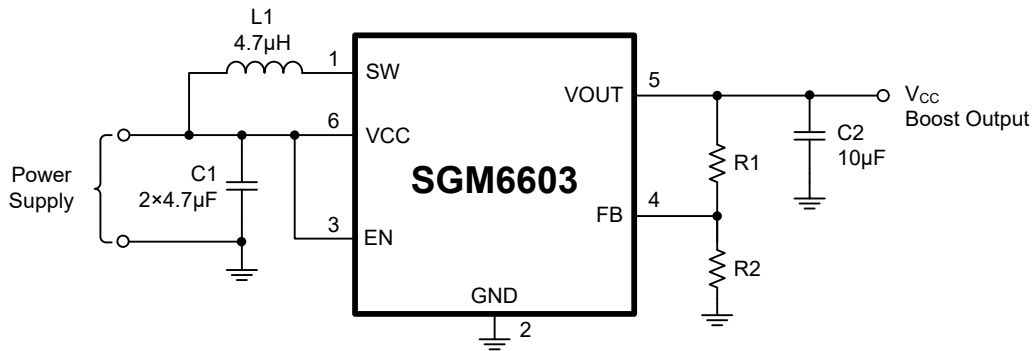 L1
4.7µH
1
SW
5
VOUT
V_CC
Boost Output
6
VCC
C2
10µF
R1
Power
Supply
C1
2×4.7µF
SGM6603
4
FB
3
EN
R2
GND
2